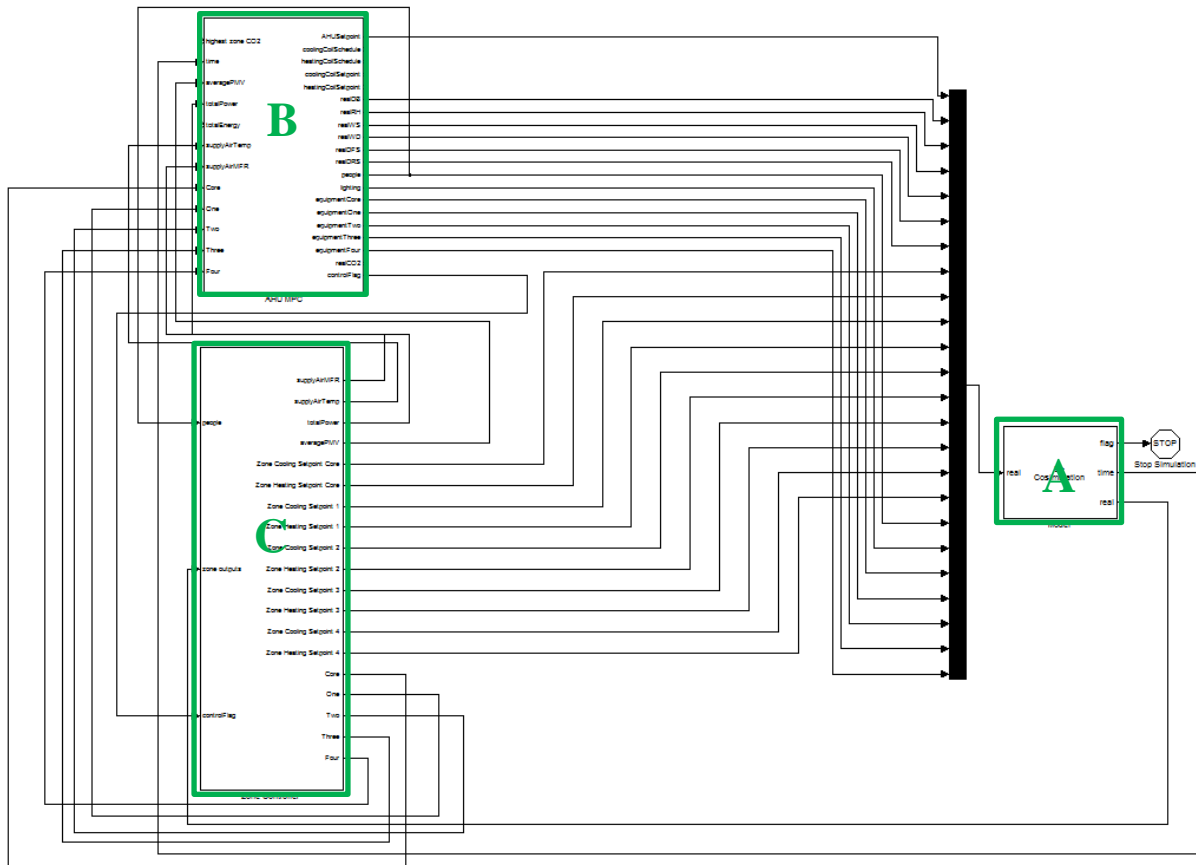 highest zone CO2
time
averagePMV
totalPower
totalEnergy
supplyAirTemp
supplyAirMFR
Core
One
Two
Three
Four
B
AHUSetpoint
coolingCoilSchedule
heatingCoilSchedule
coolingCoilSetpoint
heatingCoilSetpoint
realDB
realRH
realWS
realWD
realDFS
realDRS
people
lighting
equipmentCore
equipmentOne
equipmentTwo
equipmentThree
equipmentFour
realCO2
controlFlag
AHU MPC
people
zone outputs
controlFlag
C
supplyAirMFR
supplyAirTemp
totalPower
averagePMV
Zone Cooling Setpoint Core
Zone Heating Setpoint Core
Zone Cooling Setpoint 1
Zone Heating Setpoint 1
Zone Cooling Setpoint 2
Zone Heating Setpoint 2
Zone Cooling Setpoint 3
Zone Heating Setpoint 3
Zone Cooling Setpoint 4
Zone Heating Setpoint 4
Core
One
Two
Three
Four
Zone Controller
real
A
flag
time
real
STOP
Stop Simulation